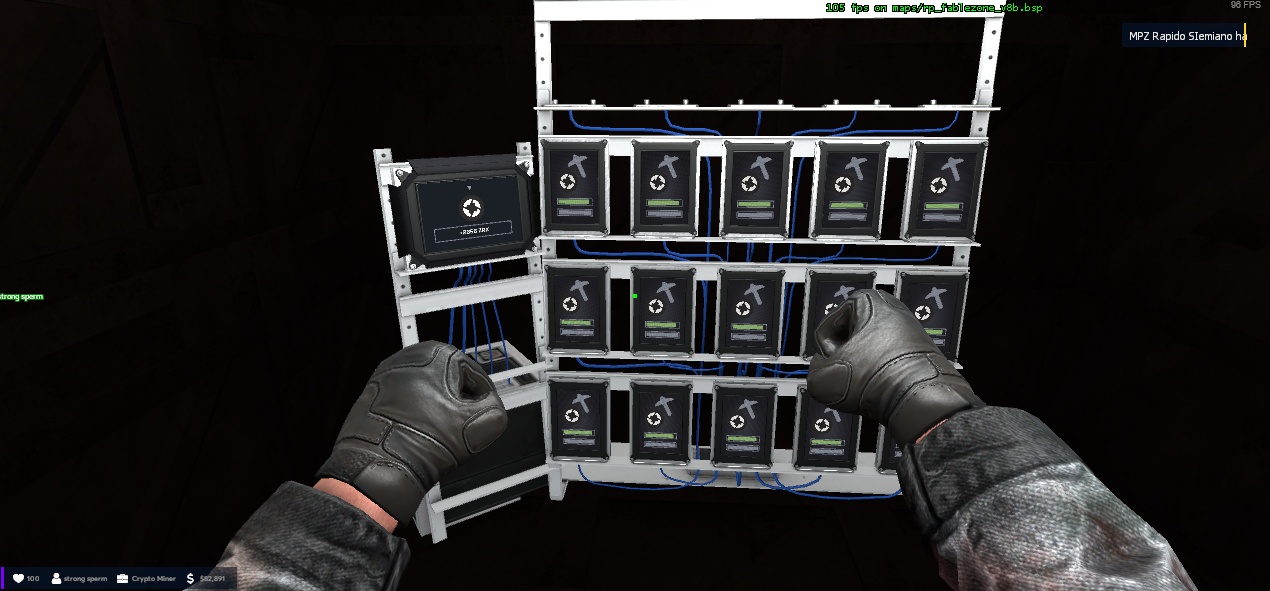 105 fps on maps/rp_fablezone_v8b.bsp
96 FPS
MPZ Rapido SIemiano ha
strong sperm
100
strong sperm
Crypto Miner
$82,891